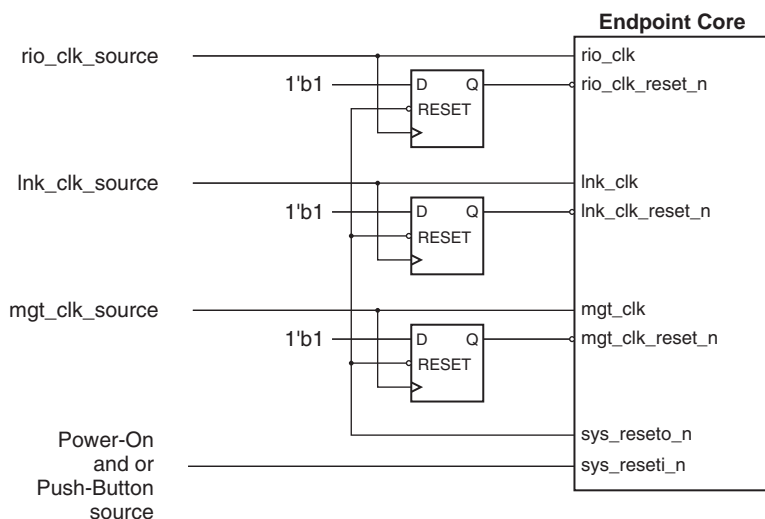 Endpoint Core
rio_clk_source
rio_clk
1'b1
D
Q
rio_clk_reset_n
RESET
lnk_clk_source
lnk_clk
1'b1
D
Q
lnk_clk_reset_n
RESET
mgt_clk_source
mgt_clk
1'b1
D
Q
mgt_clk_reset_n
RESET
sys_reseto_n
Power-On
and or
Push-Button
source
sys_reseti_n